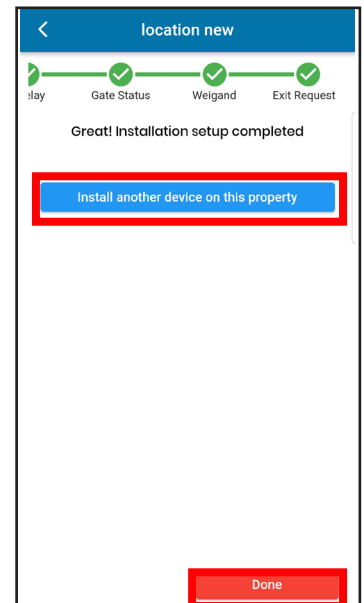 location new
elay Gate Status Weigand Exit Request
Great! Installation setup completed
Install another device on this property
Done